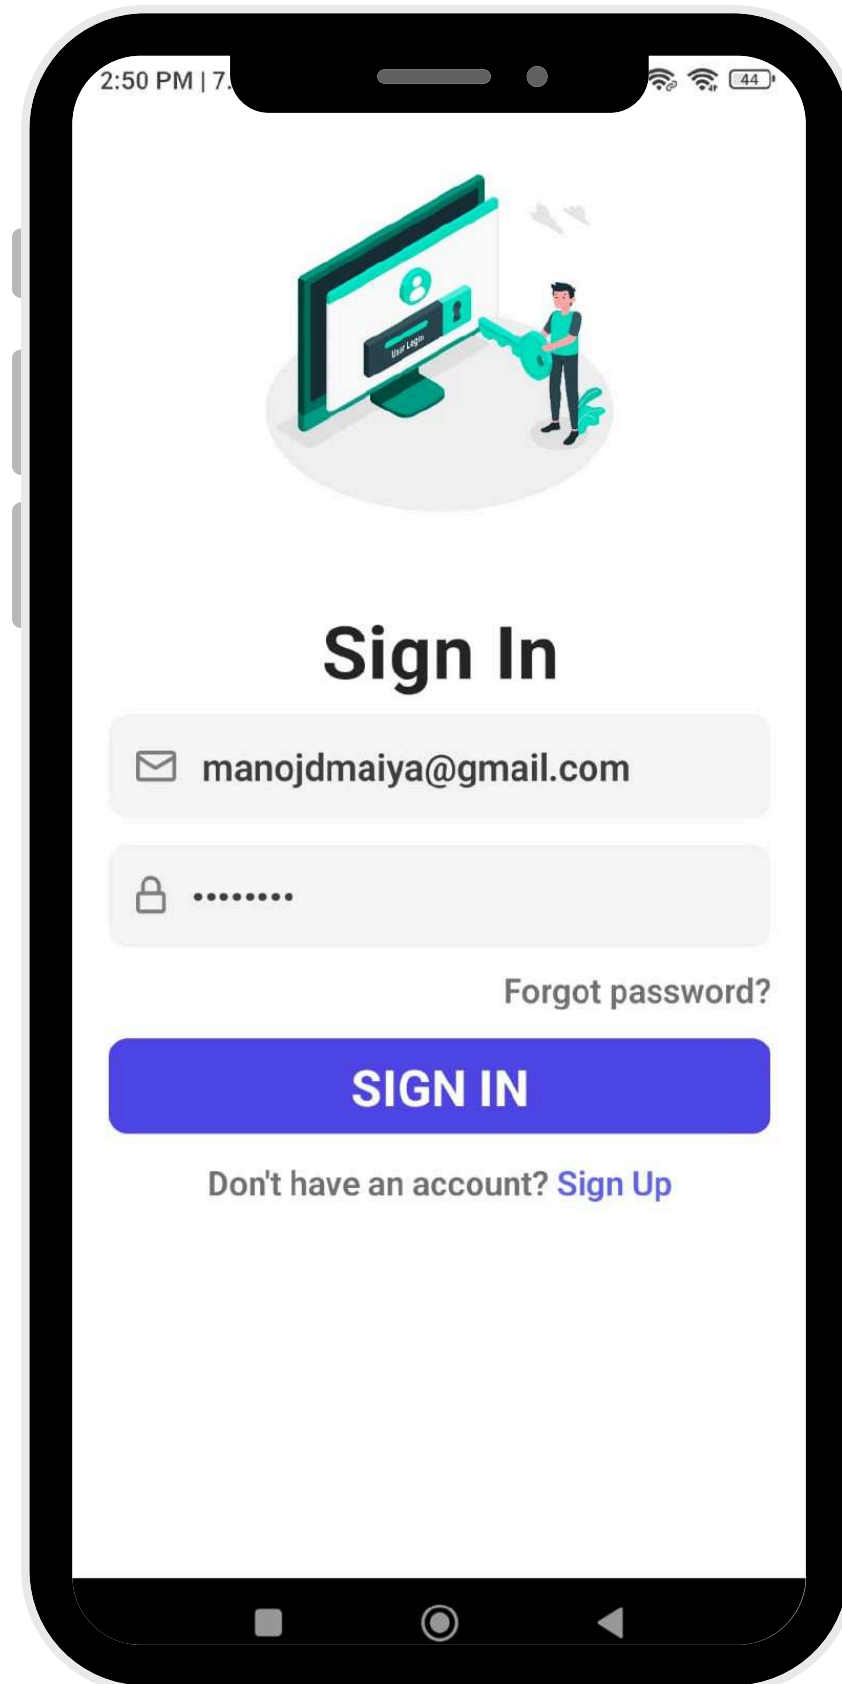 2:50 PM | 7.
44
User Login
Sign In
manojdmaiya@gmail.com
••••••••
Forgot password?
SIGN IN
Don't have an account? Sign Up